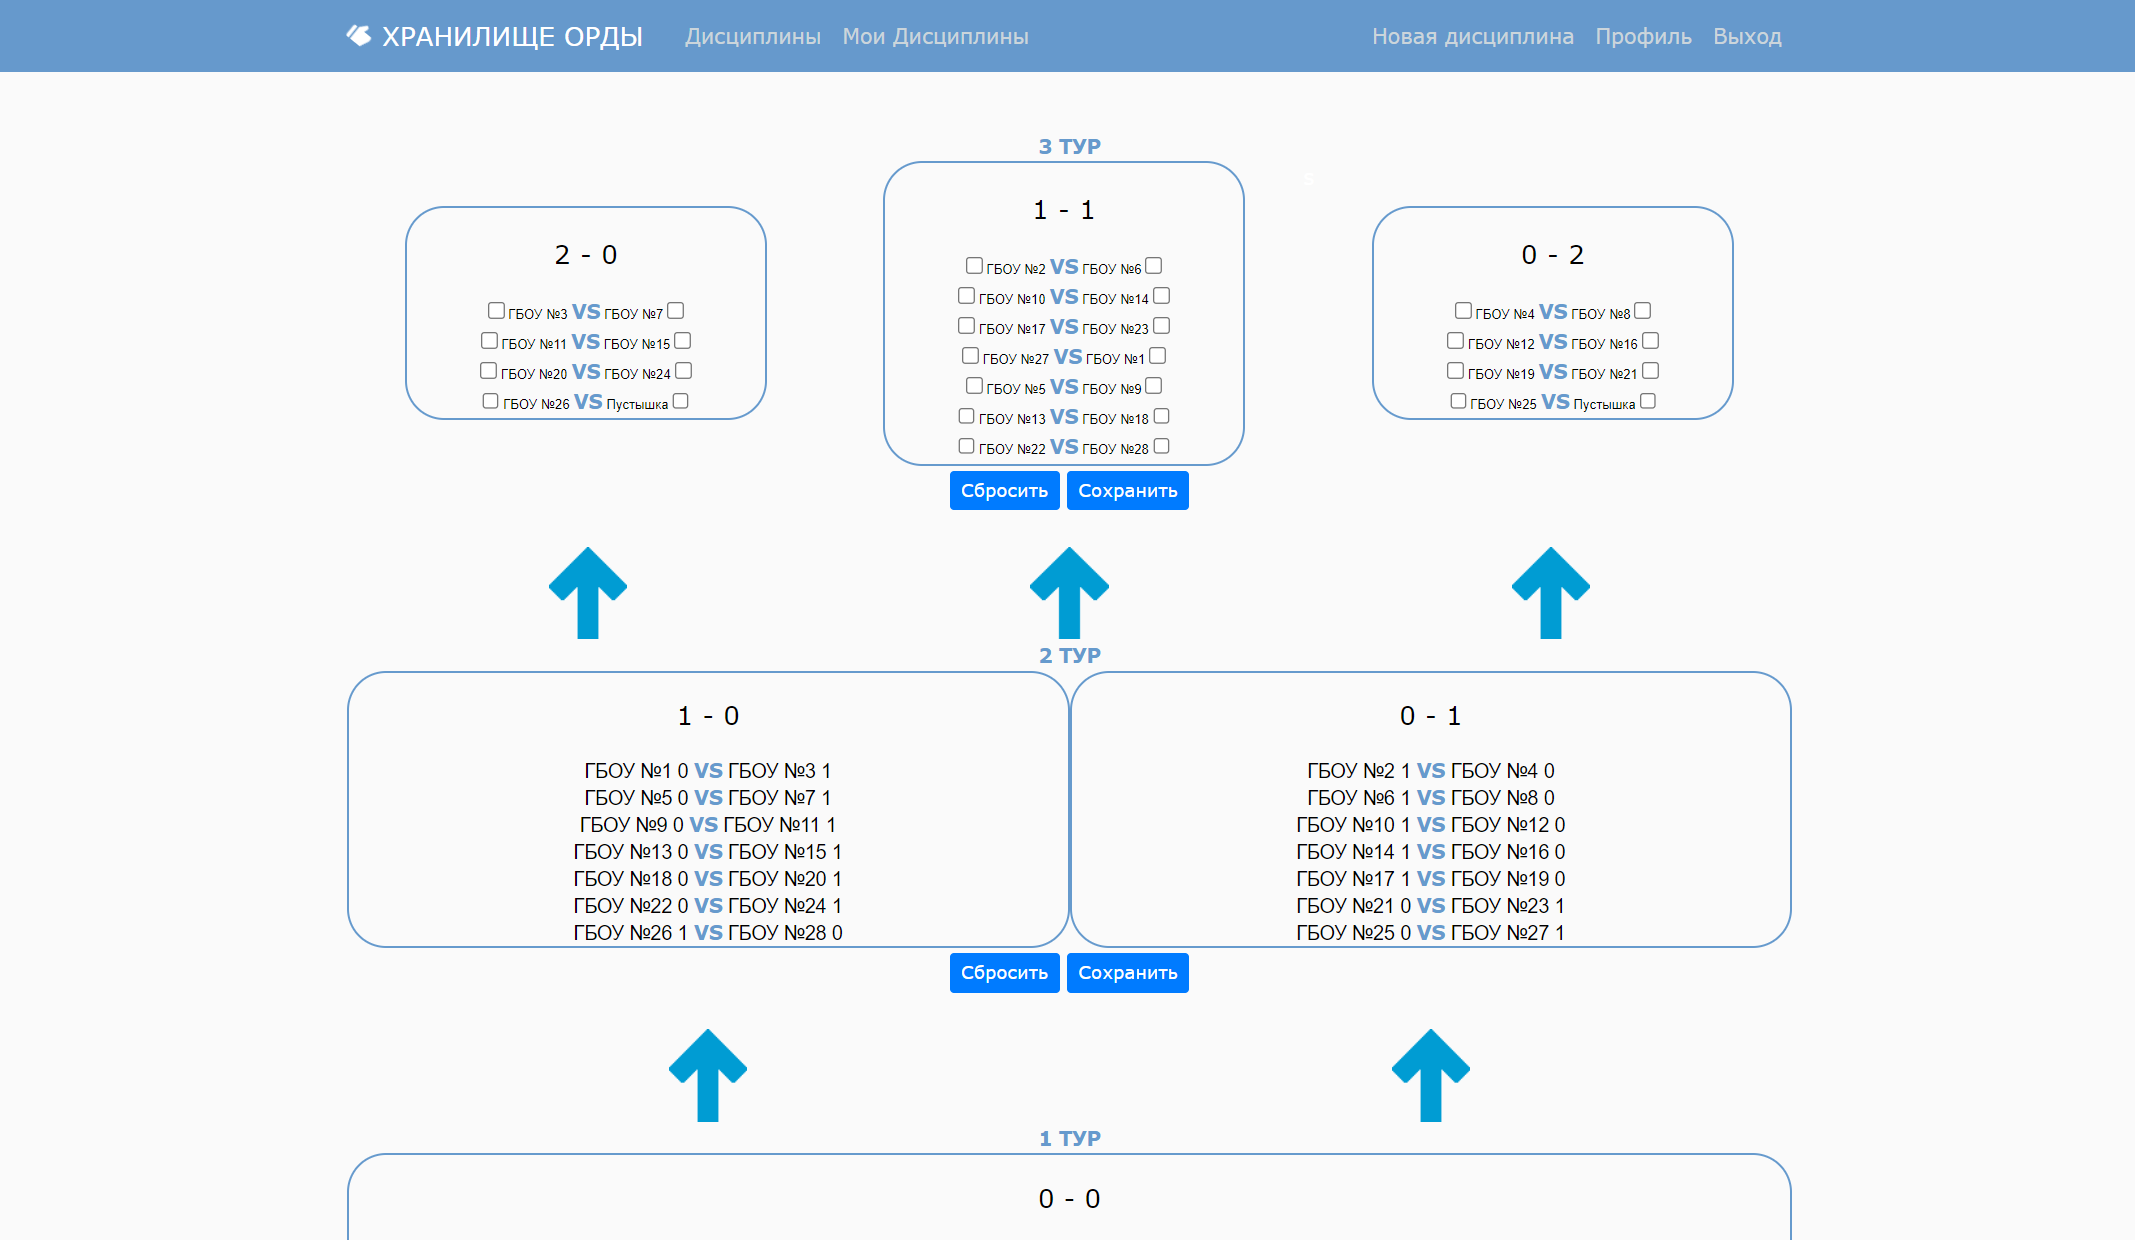 ХРАНИЛИЩЕ ОРДЫ Дисциплины Мои Дисциплины Новая дисциплина Профиль Выход
3 ТУР
2 - 0
ГБОУ №3 VS ГБОУ №7
ГБОУ №11 VS ГБОУ №15
ГБОУ №20 VS ГБОУ №24
ГБОУ №26 VS Пустышка
1 - 1
ГБОУ №2 VS ГБОУ №6
ГБОУ №10 VS ГБОУ №14
ГБОУ №17 VS ГБОУ №23
ГБОУ №27 VS ГБОУ №1
ГБОУ №5 VS ГБОУ №9
ГБОУ №13 VS ГБОУ №18
ГБОУ №22 VS ГБОУ №28
0 - 2
ГБОУ №4 VS ГБОУ №8
ГБОУ №12 VS ГБОУ №16
ГБОУ №19 VS ГБОУ №21
ГБОУ №25 VS Пустышка
Сбросить Сохранить
2 ТУР
1 - 0
ГБОУ №1 0 VS ГБОУ №3 1
ГБОУ №5 0 VS ГБОУ №7 1
ГБОУ №9 0 VS ГБОУ №11 1
ГБОУ №13 0 VS ГБОУ №15 1
ГБОУ №18 0 VS ГБОУ №20 1
ГБОУ №22 0 VS ГБОУ №24 1
ГБОУ №26 1 VS ГБОУ №28 0
0 - 1
ГБОУ №2 1 VS ГБОУ №4 0
ГБОУ №6 1 VS ГБОУ №8 0
ГБОУ №10 1 VS ГБОУ №12 0
ГБОУ №14 1 VS ГБОУ №16 0
ГБОУ №17 1 VS ГБОУ №19 0
ГБОУ №21 0 VS ГБОУ №23 1
ГБОУ №25 0 VS ГБОУ №27 1
Сбросить Сохранить
1 ТУР
0 - 0